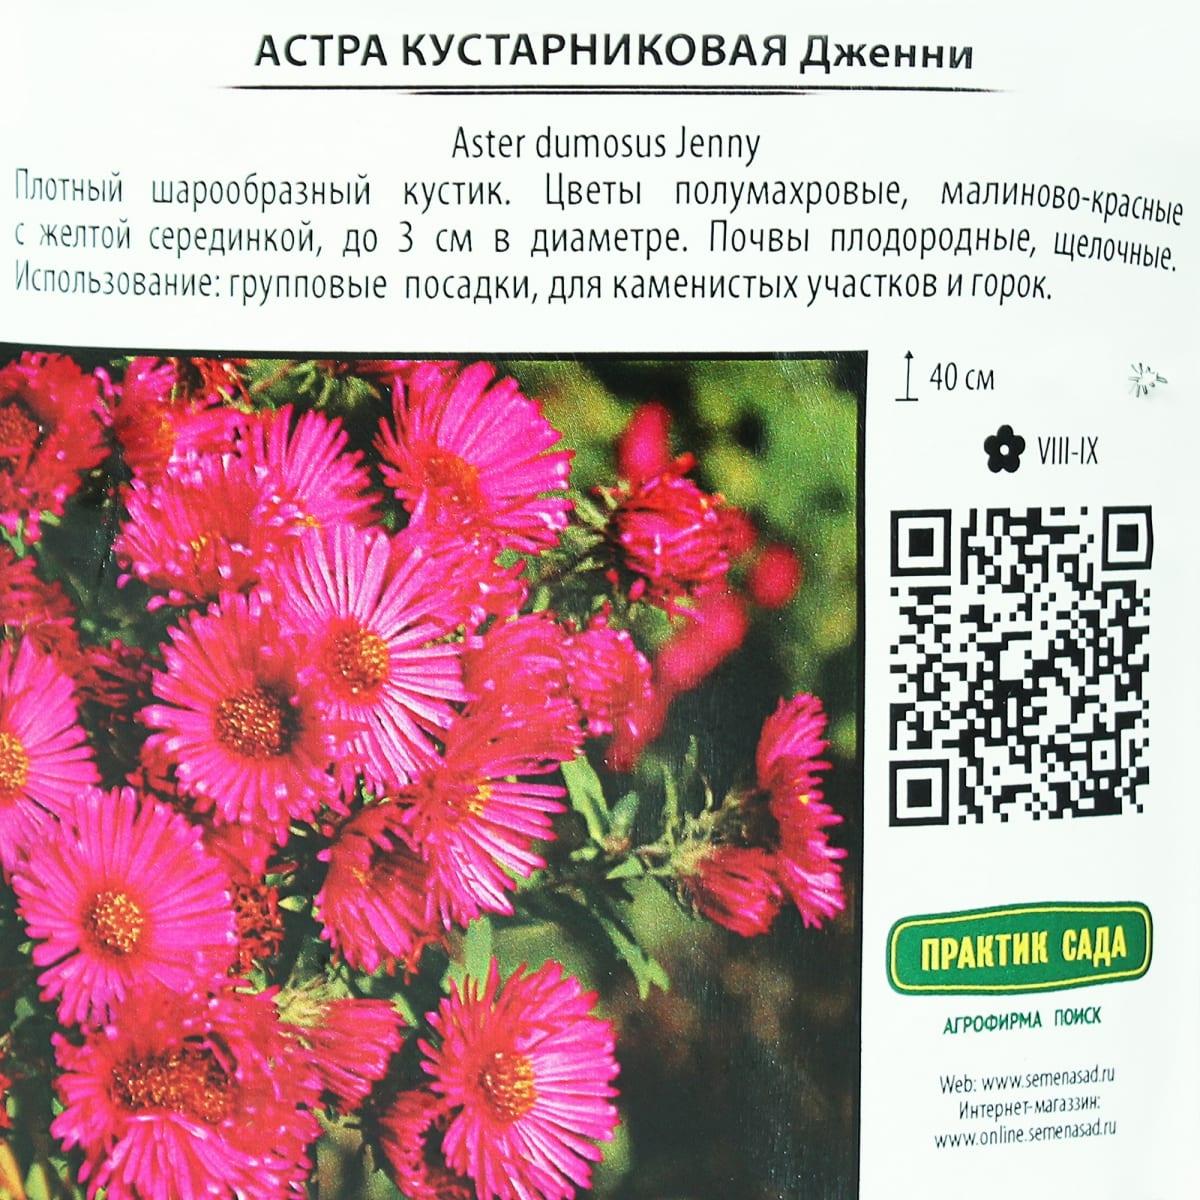 АСТРА КУСТАРНИКОВАЯ Дженни
Aster dumosus Jenny
Плотный шарообразный кустик. Цветы полумахровые, малиново-красные
с желтой серединкой, до 3 см в диаметре. Почвы плодородные, щелочные.
Использование: групповые посадки, для каменистых участков и горок.
40 см
VIII-IX
ПРАКТИК САДА
АГРОФИРМА ПОИСК
Web: www.semenasad.ru
Интернет-магаззин:
www.online.semenasad.ru